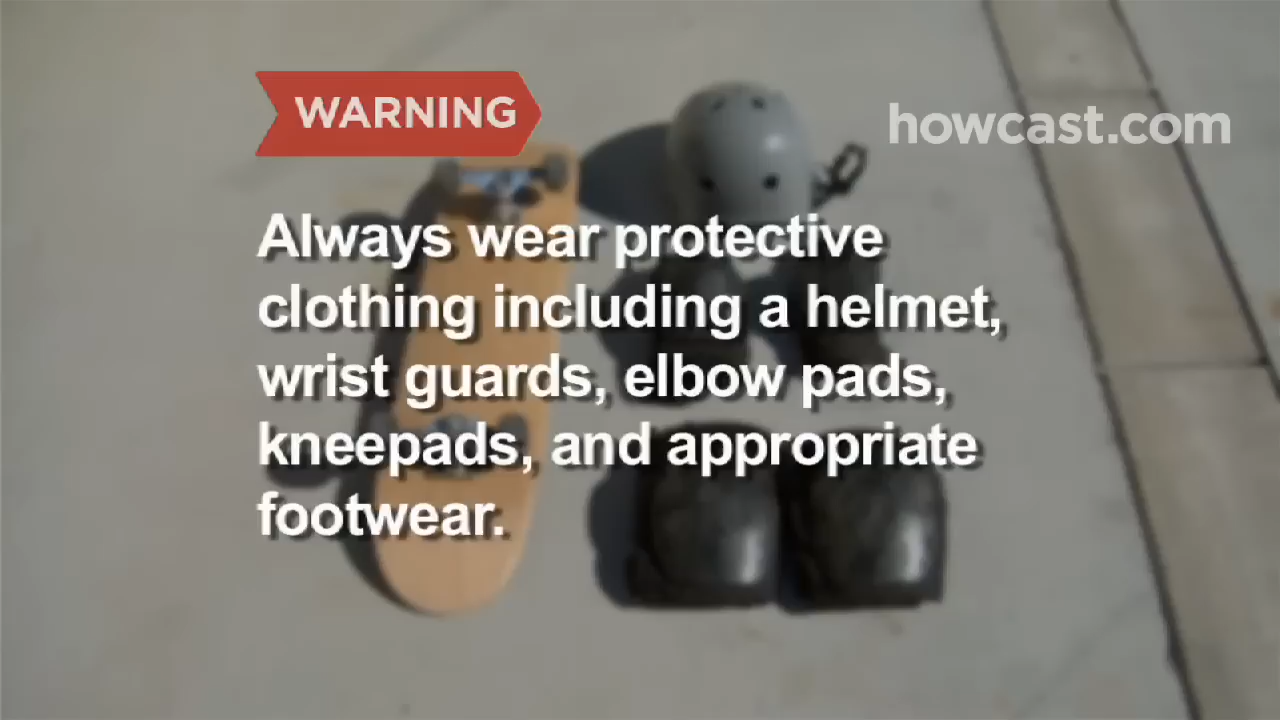 WARNING
howcast.com
Always wear protective
clothing including a helmet,
wrist guards, elbow pads,
kneepads, and appropriate
footwear.